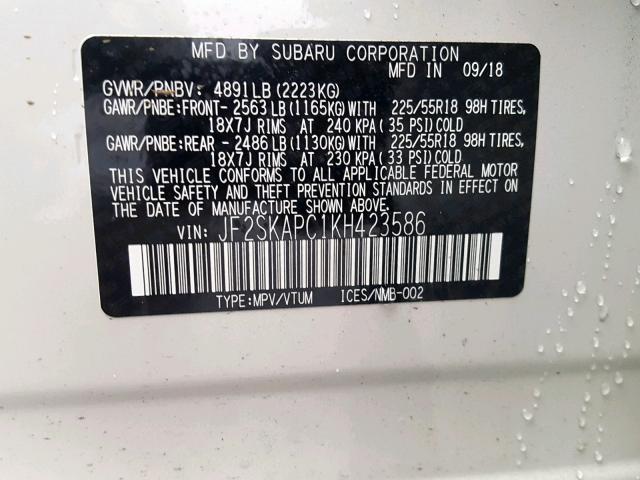 MFD BY SUBARU CORPORATION
MFD IN 09/18
GVWR/PNBV: 4891LB(2223KG)
GAWR/PNBE:FRONT-2563LB(1165KG)WITH 225/55R18 98H TIRES,
18X7J RIMS AT 240 KPA(35 PSI)COLD
GAWR/PNBE:REAR -2486LB(1130KG)WITH 225/55R18 98H TIRES,
18X7J RIMS AT 230 KPA(33 PSI)COLD
THIS VEHICLE CONFORMS TO ALL APPLICABLE FEDERAL MOTOR
VEHICLE SAFETY AND THEFT PREVENTION STANDARDS IN EFFECT ON
THE DATE OF MANUFACTURE SHOWN ABOVE.
VIN: JF2SKAPC1KH423586
TYPE:MPV/VTUM ICES/NMB-002